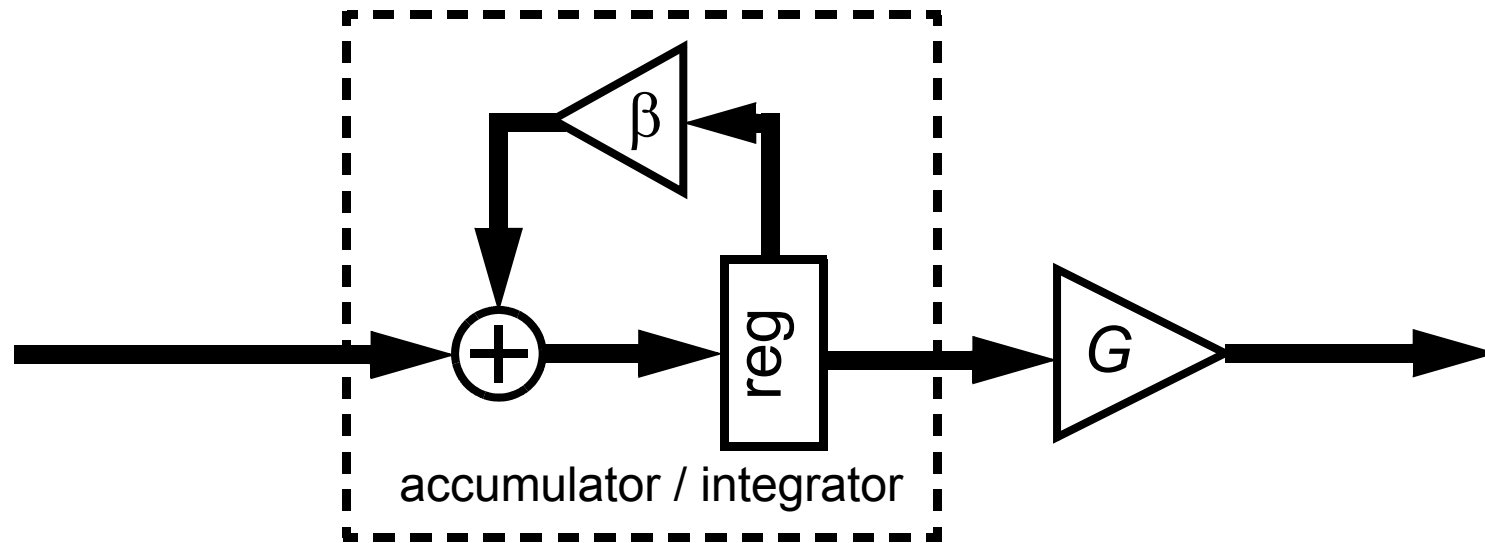 β
+
reg
G
accumulator / integrator